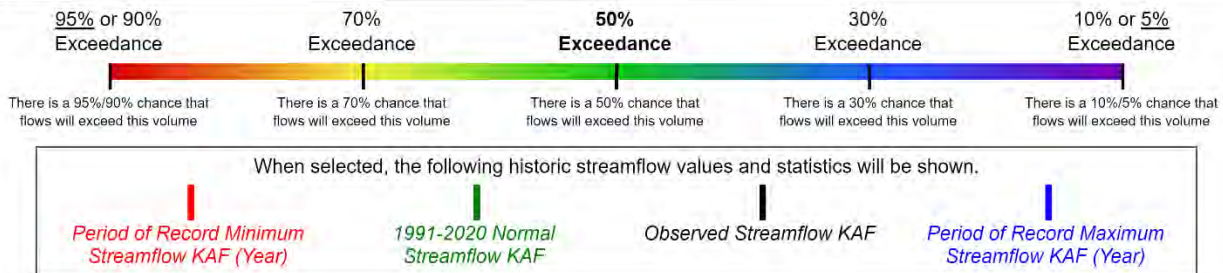 95% or 90%
Exceedance
70%
Exceedance
50%
Exceedance
30%
Exceedance
10% or 5%
Exceedance
There is a 95%/90% chance that
flows will exceed this volume
There is a 70% chance that
flows will exceed this volume
There is a 50% chance that
flows will exceed this volume
There is a 30% chance that
flows will exceed this volume
There is a 10%/5% chance that
flows will exceed this volume
When selected, the following historic streamflow values and statistics will be shown.
Period of Record Minimum
Streamflow KAF (Year)
1991-2020 Normal
Streamflow KAF
Observed Streamflow KAF
Period of Record Maximum
Streamflow KAF (Year)